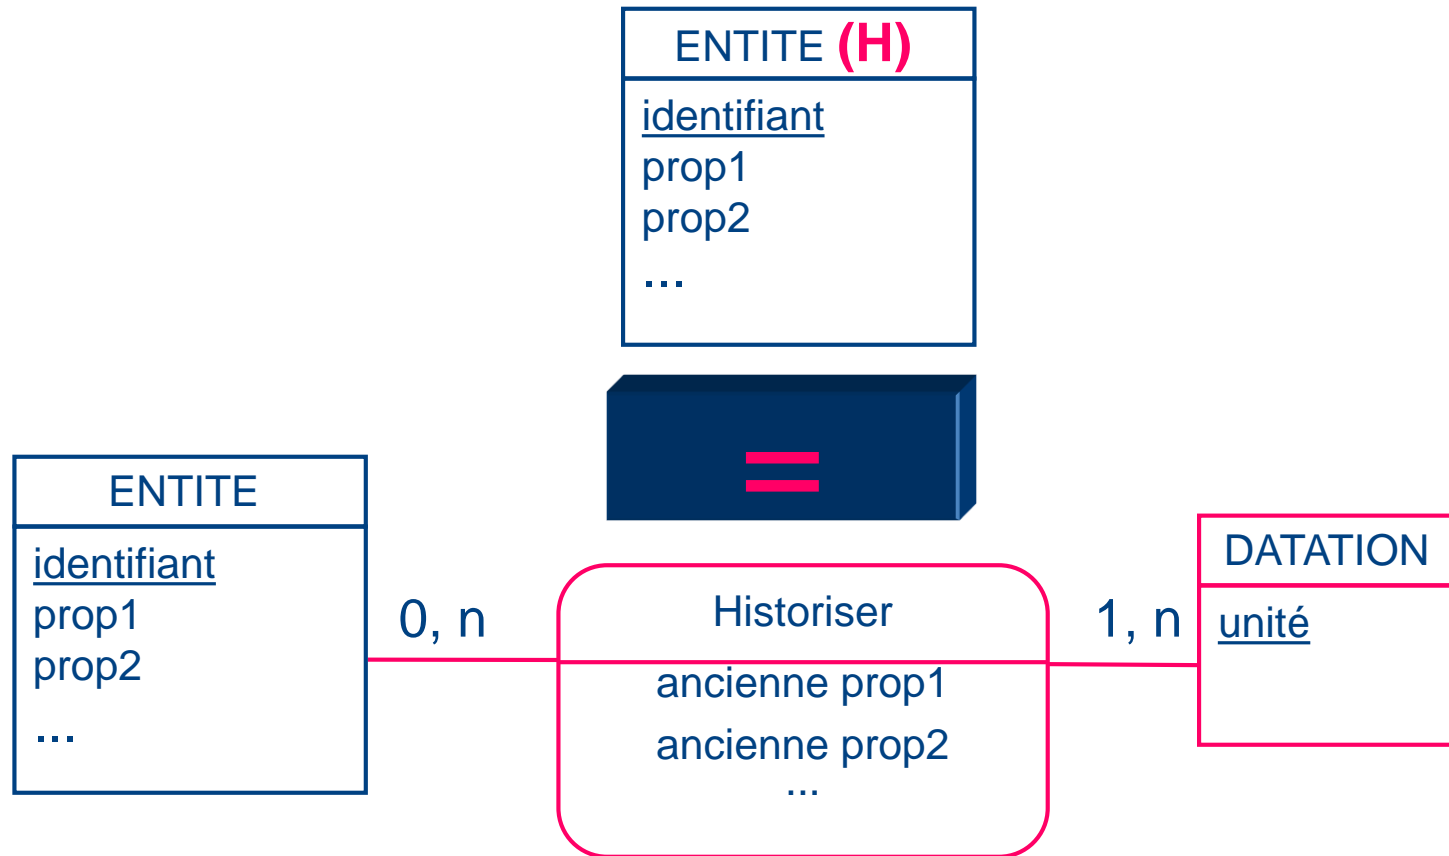 ENTITE (H)
identifiant
prop1
prop2
...
=
ENTITE
identifiant
prop1
prop2
...
0, n
Historiser
ancienne prop1
ancienne prop2
...
1, n
DATATION
unité